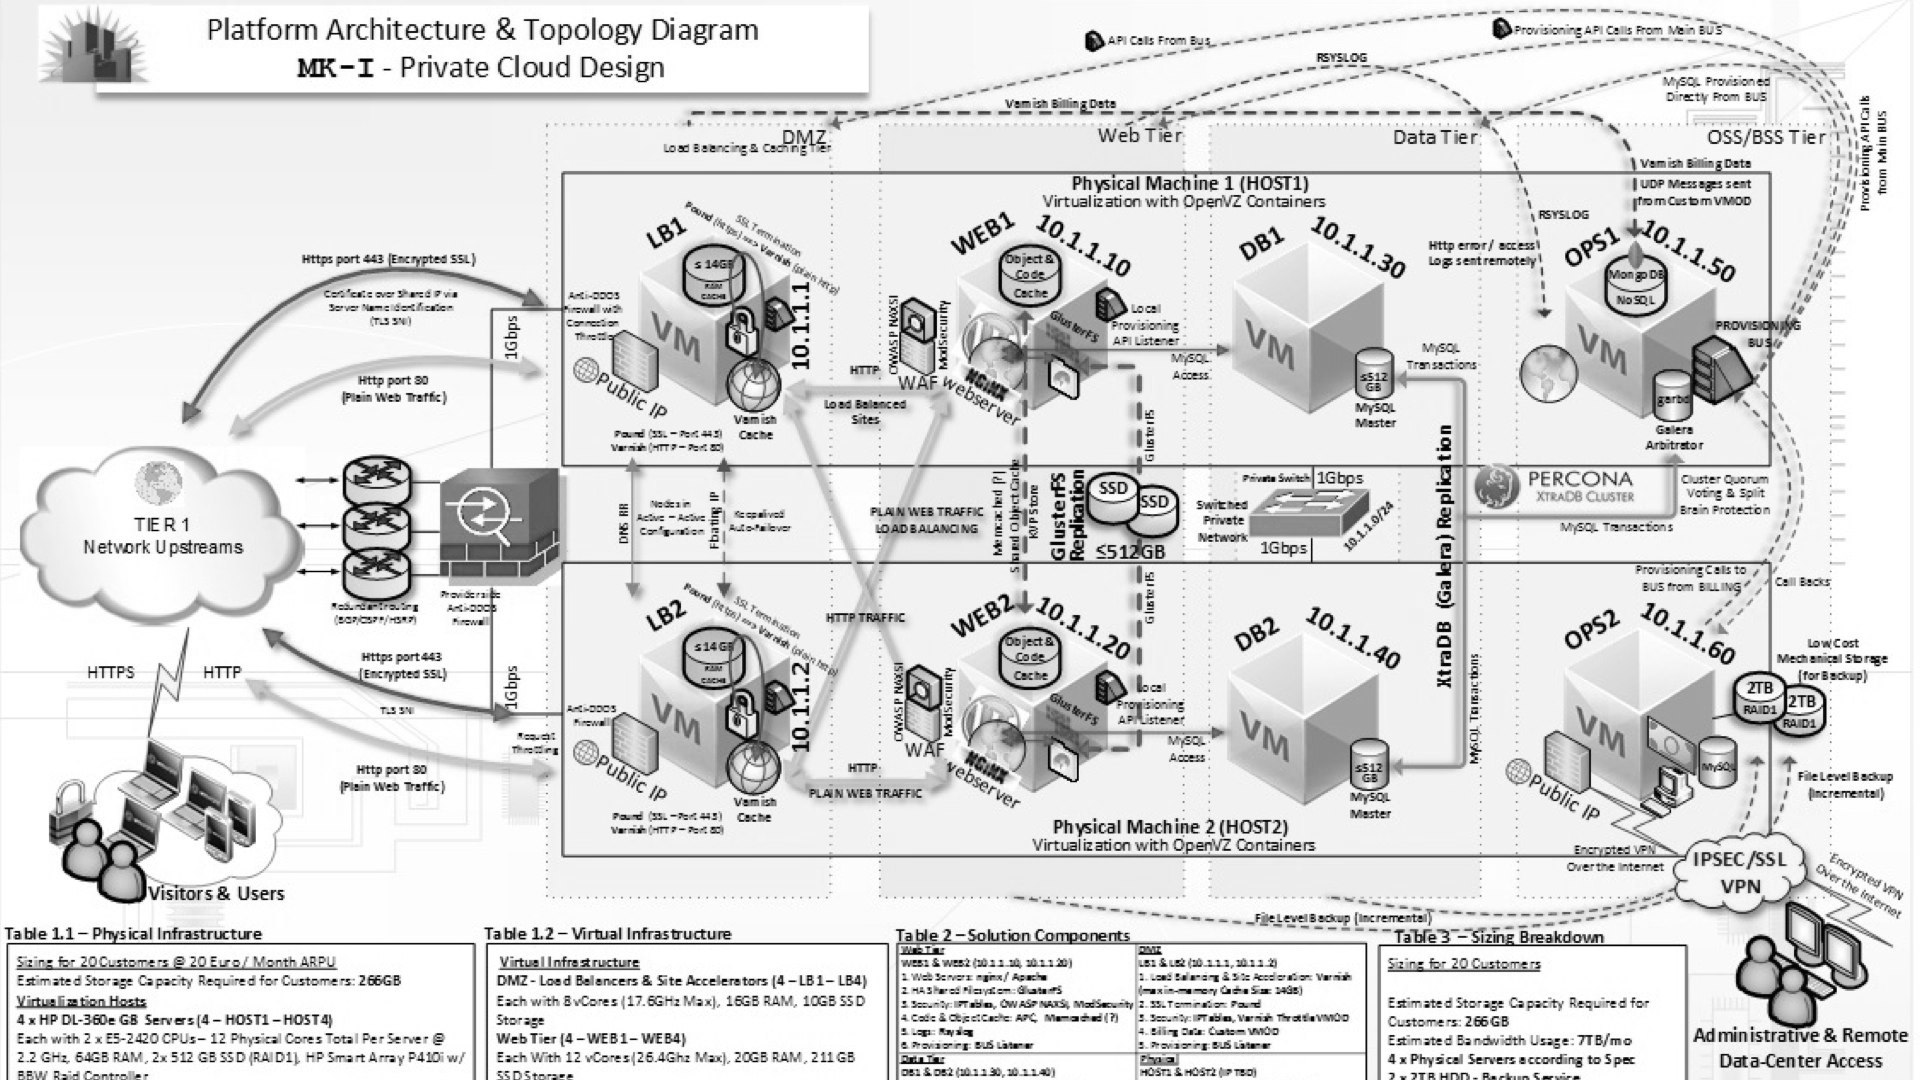 Platform Architecture & Topology Diagram
MK-I - Private Cloud Design
API Calls From Bus
Provisioning API Calls From Main BUS
RSYSLOG
MySQL Provisioned
Directly From BUS
Varnish Billing Data
Provisioning API Calls
from Main BUS
DMZ
Load Balancing & Caching Tier
Web Tier
Data Tier
OSS/BSS Tier
Physical Machine 1 (HOST1)
Virtualization with OpenVZ Containers
Varnish Billing Data
UDP Messages sent
from Custom VMOD
RSYSLOG
Http error / access
Logs sent remotely
LB1
SSL Termination
Pound (https) ==> Varnish (plain http)
≤ 14GB
RAM
CACHE
VM
10.1.1.1
Public IP
Varnish
Cache
Pound (SSL – Port 443)
Varnish (HTTP – Port 80)
Anti-DDOS
Firewall with
Connection
Throttle
1Gbps
WEB1
10.1.1.10
Object &
Code
Cache
OWASP NAXSI
ModSecurity
WAF
GlusterFS
NGiNX
webserver
Local
Provisioning
API Listener
MySQL
Access
DB1
10.1.1.30
VM
≤512
GB
MySQL
Master
MySQL
Transactions
OPS1
10.1.1.50
MongoDB
NoSQL
VM
PROVISIONING
BUS
garbd
Galera
Arbitrator
Https port 443 (Encrypted SSL)
Certificate over Shared IP via
Server Name Identification
(TLS SNI)
Http port 80
(Plain Web Traffic)
HTTP
Load Balanced
Sites
TIER 1
Network Upstreams
Redundant routing
(BGP/OSPF/HSRP)
Provider side
Anti-DDOS
Firewall
DNS RR
Nodes in
Active – Active
Configuration
Floating IP
Keepalived
Auto-Failover
PLAIN WEB TRAFFIC
LOAD BALANCING
Memcached [?]
Shared Object Cache
KVP Store
GlusterFS
Replication
GlusterFS
SSD
SSD
≤512GB
GlusterFS
Private Switch
1Gbps
Switched
Private
Network
10.1.1.0/24
1Gbps
XtraDB (Galera) Replication
PERCONA
XTRADB CLUSTER
MySQL Transactions
Cluster Quorum
Voting & Split
Brain Protection
Provisioning Calls to
BUS from BILLING
Call Backs
HTTPS
HTTP
Https port 443
(Encrypted SSL)
TLS SNI
Http port 80
(Plain Web Traffic)
1Gbps
Anti-DDOS
Firewall
Request
Throttling
LB2
SSL Termination
Pound (https) ==> Varnish (plain http)
≤ 14GB
RAM
CACHE
VM
10.1.1.2
Public IP
Varnish
Cache
Pound (SSL – Port 443)
Varnish (HTTP – Port 80)
HTTP TRAFFIC
HTTP
PLAIN WEB TRAFFIC
WEB2
10.1.1.20
Object &
Code
Cache
OWASP NAXSI
ModSecurity
WAF
GlusterFS
NGiNX
webserver
Local
Provisioning
API Listener
MySQL
Access
DB2
10.1.1.40
VM
≤512
GB
MySQL
Master
MySQL Transactions
OPS2
10.1.1.60
VM
MySQL
Public IP
Low Cost
Mechanical Storage
(for Backup)
2TB
RAID1
2TB
RAID1
File Level Backup
(Incremental)
Physical Machine 2 (HOST2)
Virtualization with OpenVZ Containers
Encrypted VPN
Over the Internet
IPSEC/SSL
VPN
Encrypted VPN
Over the Internet
File Level Backup (Incremental)
Visitors & Users
Administrative & Remote
Data-Center Access
Table 1.1 – Physical Infrastructure
Sizing for 20 Customers @ 20 Euro / Month ARPU
Estimated Storage Capacity Required for Customers: 266GB
Virtualization Hosts
4 x HP DL-360e G8 Servers (4 – HOST1 – HOST4)
Each with 2 x E5-2420 CPUs – 12 Physical Cores Total Per Server @
2.2 GHz, 64GB RAM, 2x 512 GB SSD (RAID1), HP Smart Array P410i w/
BBW Raid Controller
Table 1.2 – Virtual Infrastructure
Virtual Infrastructure
DMZ - Load Balancers & Site Accelerators (4 – LB1 – LB4)
Each with 8 vCores (17.6GHz Max), 16GB RAM, 10GB SSD
Storage
Web Tier (4 – WEB1 – WEB4)
Each With 12 vCores (26.4Ghz Max), 20GB RAM, 211 GB
SSD Storage
Table 2 – Solution Components
Web Tier
WEB1 & WEB2 (10.1.1.10, 10.1.1.20)
1. Web Servers: nginx / Apache
2. HA Shared Filesystem: GlusterFS
3. Security: IPTables, OWASP NAXSI, ModSecurity
4. Code & Object Cache: APC, Memcached (?)
5. Logs: Rsyslog
6. Provisioning: BUS Listener
Data Tier
DB1 & DB2 (10.1.1.30, 10.1.1.40)
DMZ
LB1 & LB2 (10.1.1.1, 10.1.1.2)
1. Load Balancing & Site Acceleration: Varnish
(max in-memory Cache Size: 14GB)
2. SSL Termination: Pound
3. Security: IPTables, Varnish Throttle VMOD
4. Billing Data: Custom VMOD
5. Provisioning: BUS Listener
Physical
HOST1 & HOST2 (IP TBD)
Table 3 – Sizing Breakdown
Sizing for 20 Customers
Estimated Storage Capacity Required for
Customers: 266GB
Estimated Bandwidth Usage: 7TB/mo
4 x Physical Servers according to Spec
2 x 2TB HDD - Backup Service